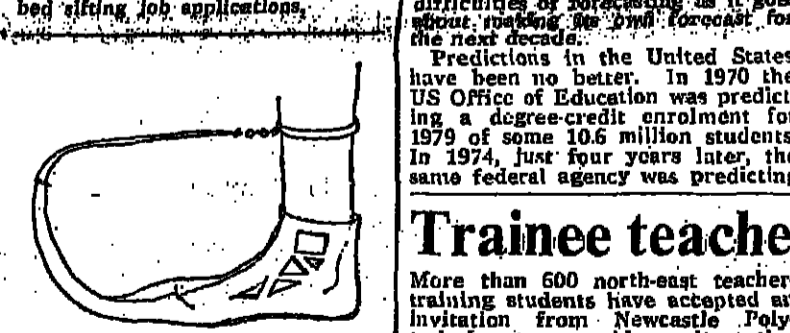 bed sifting job applications.
difficulties of forecasting as it goes
about making its own forecast for
the next decade.
Predictions in the United States
have been no better. In 1970 the
US Office of Education was predict
ing a degree-credit enrolment for
1979 of some 10.6 million students
In 1974, just four years later, the
same federal agency was predicting
Trainee teache
More than 600 north-east teacher
training students have accepted an
invitation from Newcastle Poly